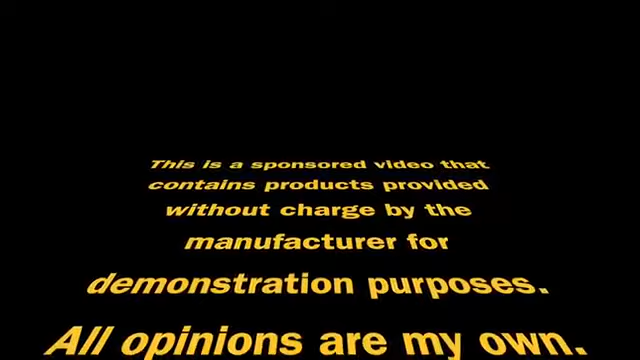 This is a sponsored video that
contains products provided
without charge by the
manufacturer for
demonstration purposes.
All opinions are my own.